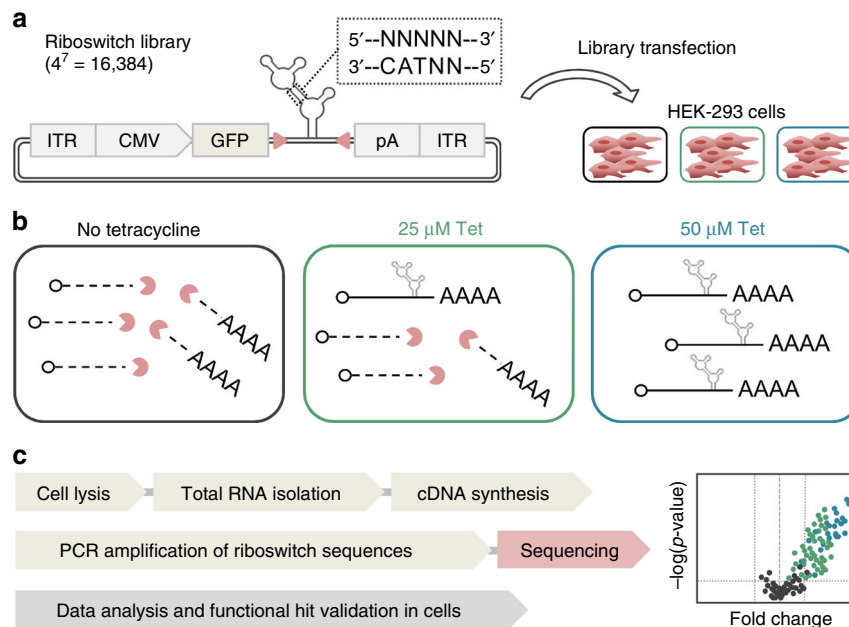 a
Riboswitch library
(4⁷ = 16,384)
5′--NNNNN--3′
3′--CATNN--5′
Library transfection
HEK-293 cells
ITR CMV GFP pA ITR
b
No tetracycline
25 μM Tet
50 μM Tet
AAAA
AAAA
AAAA
AAAA
AAAA
AAAA
AAAA
c
Cell lysis Total RNA isolation cDNA synthesis
PCR amplification of riboswitch sequences Sequencing
Data analysis and functional hit validation in cells
–log(p-value)
Fold change